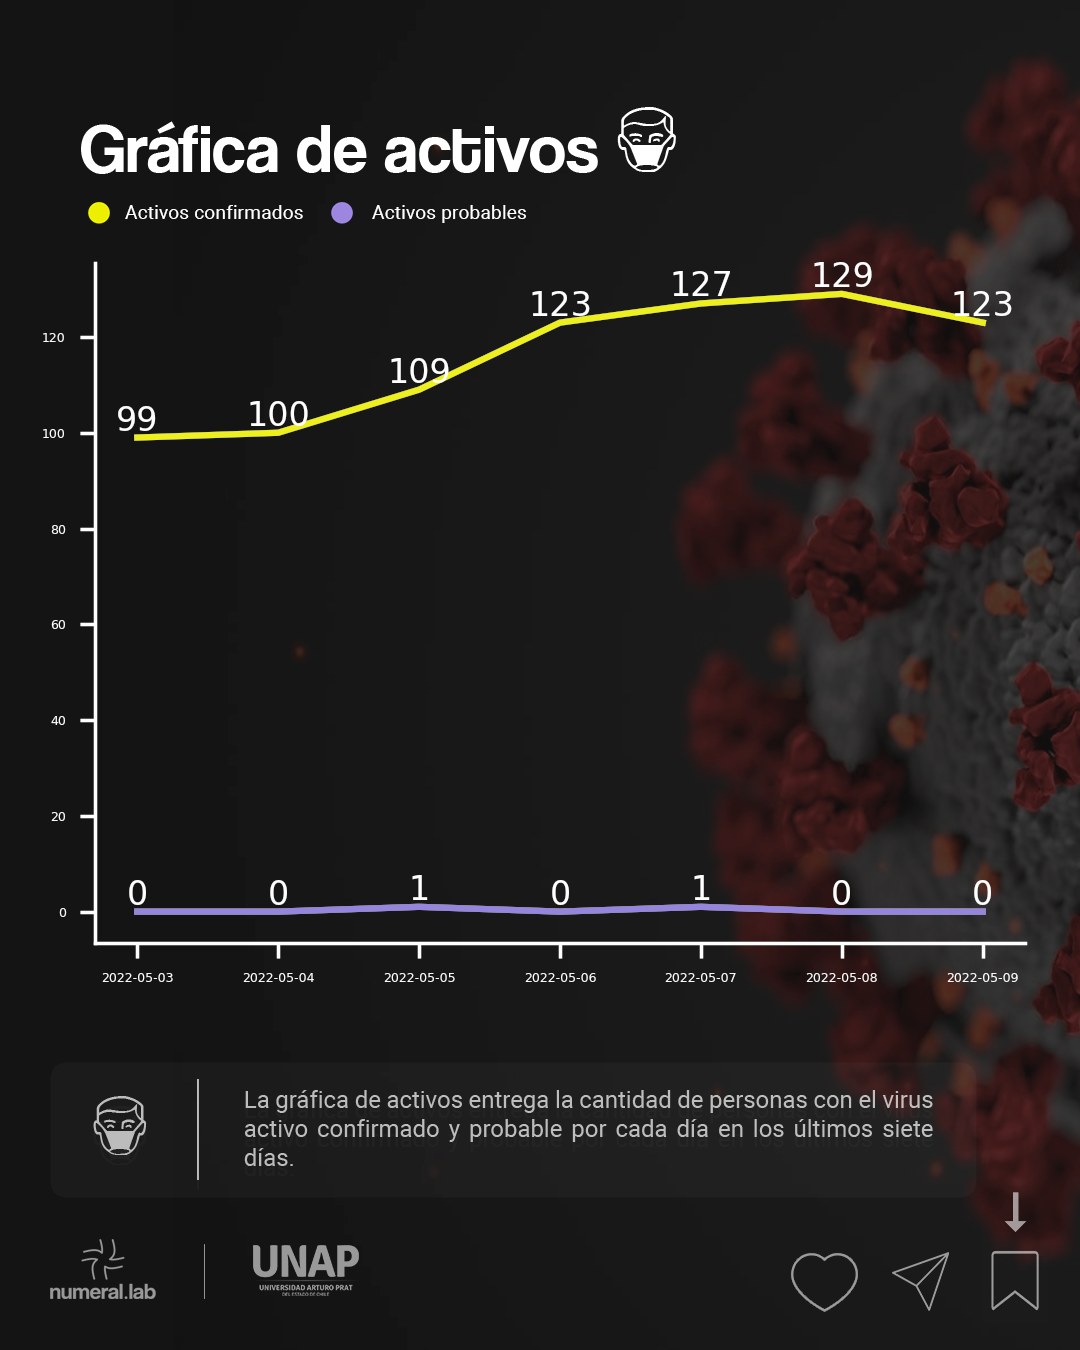 Gráfica de activos
Activos confirmados Activos probables
129
127
123 123
120
109
100
99
100
80
60
40
20
0 0 1 0 1 0 0
0
2022-05-03 2022-05-04 2022-05-05 2022-05-06 2022-05-07 2022-05-08 2022-05-09
La gráfica de activos entrega la cantidad de personas con el virus
activo confirmado y probable por cada día en los últimos siete
días.
numeral.lab
UNAP
UNIVERSIDAD ARTURO PRAT
DEL ESTADO DE CHILE